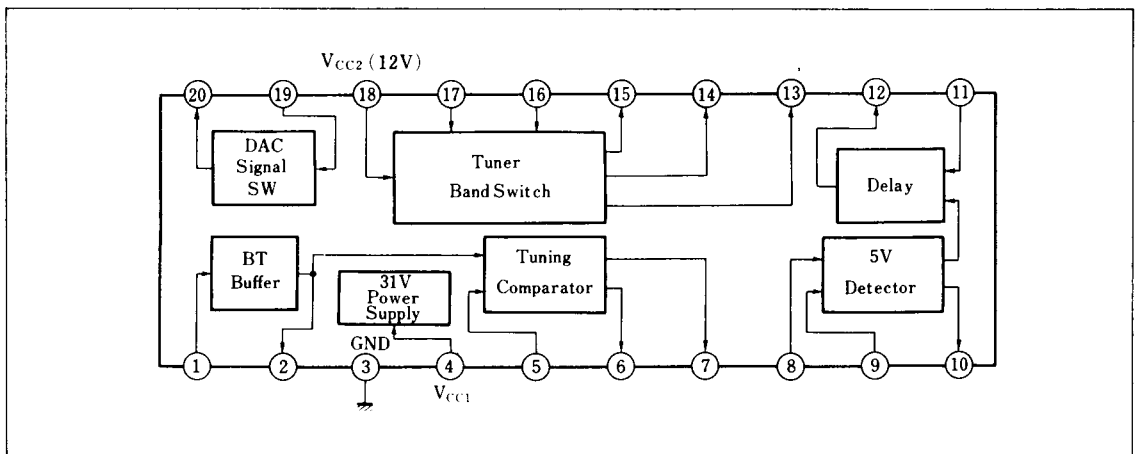 V_CC2 (12V)
20 19 18 17 16 15 14 13 12 11
DAC
Signal
SW
Tuner
Band Switch
Delay
BT
Buffer
31V
Power
Supply
Tuning
Comparator
5V
Detector
GND
1 2 3 4 5 6 7 8 9 10
V_CC1